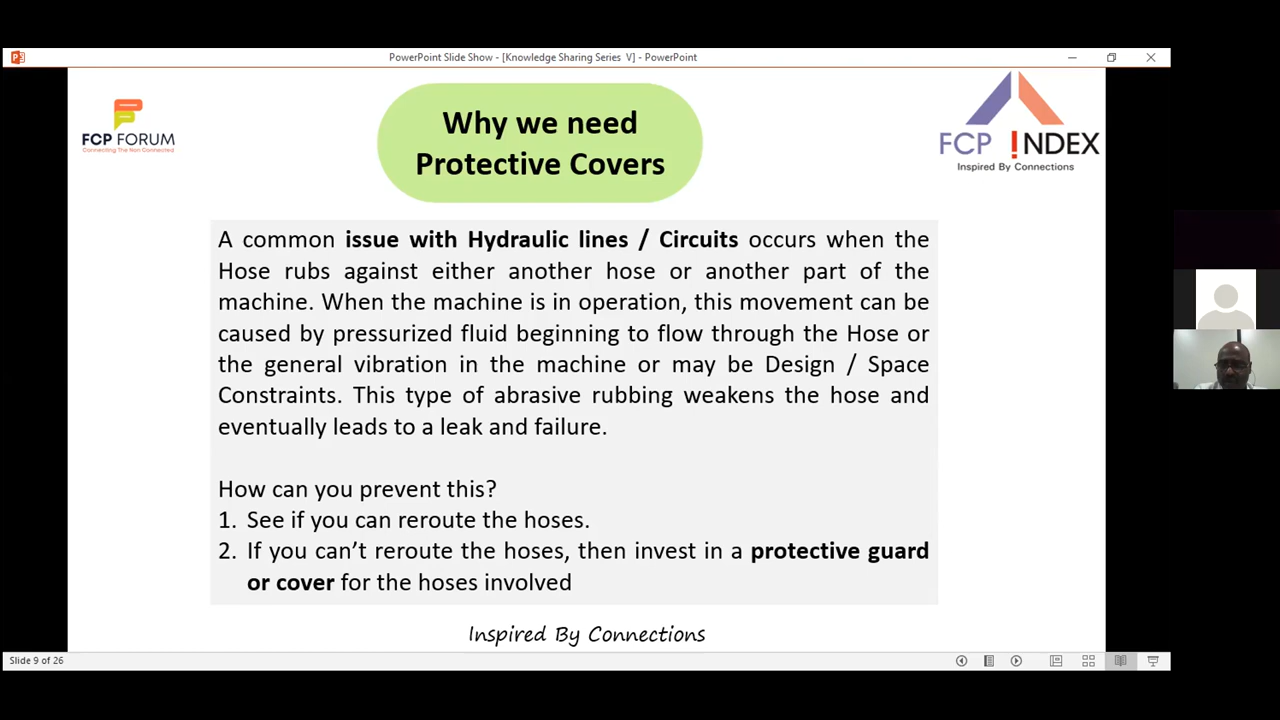 PowerPoint Slide Show - [Knowledge Sharing Series V] - PowerPoint
FCP FORUM
Connecting The Non Connected
Why we need
Protective Covers
FCP !NDEX
Inspired By Connections
A common issue with Hydraulic lines / Circuits occurs when the
Hose rubs against either another hose or another part of the
machine. When the machine is in operation, this movement can be
caused by pressurized fluid beginning to flow through the Hose or
the general vibration in the machine or may be Design / Space
Constraints. This type of abrasive rubbing weakens the hose and
eventually leads to a leak and failure.
How can you prevent this?
1. See if you can reroute the hoses.
2. If you can’t reroute the hoses, then invest in a protective guard
or cover for the hoses involved
Inspired By Connections
Slide 9 of 26